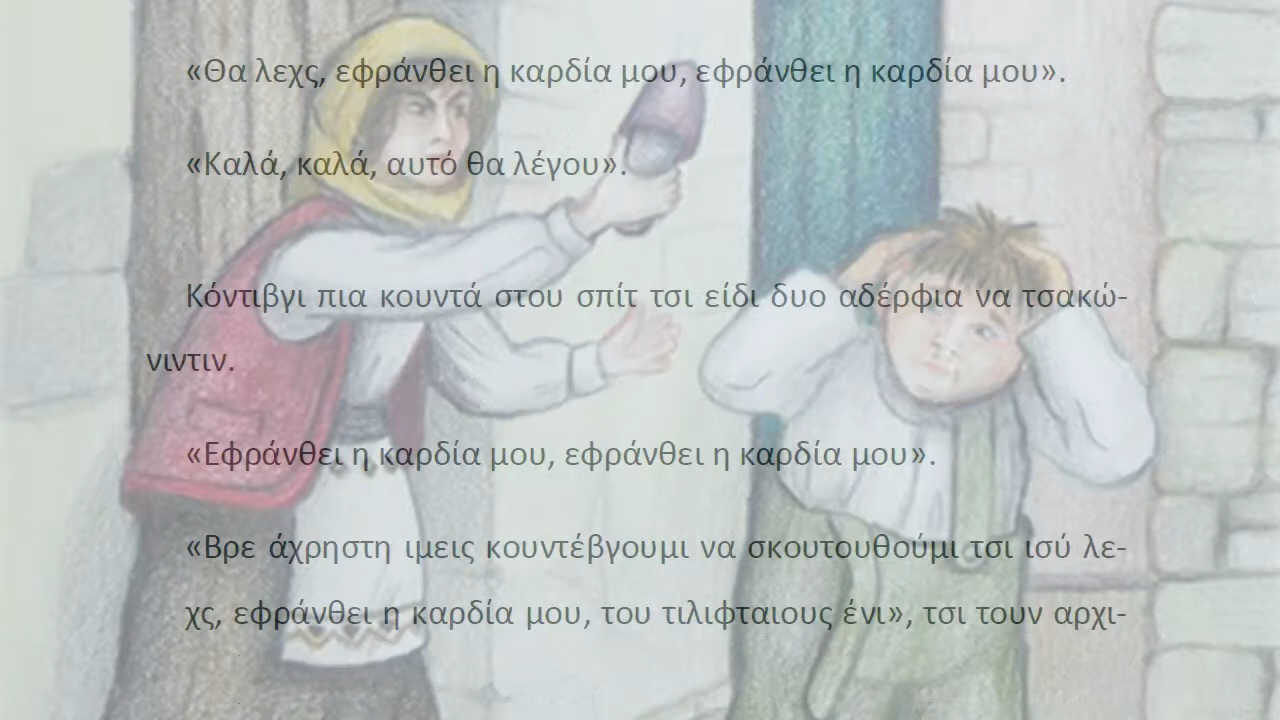 «Θα λεχς, εφράνθει η καρδία μου, εφράνθει η καρδία μου».
«Καλά, καλά, αυτό θα λέγου».
Κόντιβγι πια κουντά στου σπίτ τσι είδι δυο αδέρφια να τσακώ-
νιντιν.
«Εφράνθει η καρδία μου, εφράνθει η καρδία μου».
«Βρε άχρηστη ιμεις κουντέβγουμι να σκουτουθούμι τσι ισύ λε-
χς, εφράνθει η καρδία μου, του τιλιφταιους ένι», τσι τουν αρχι-